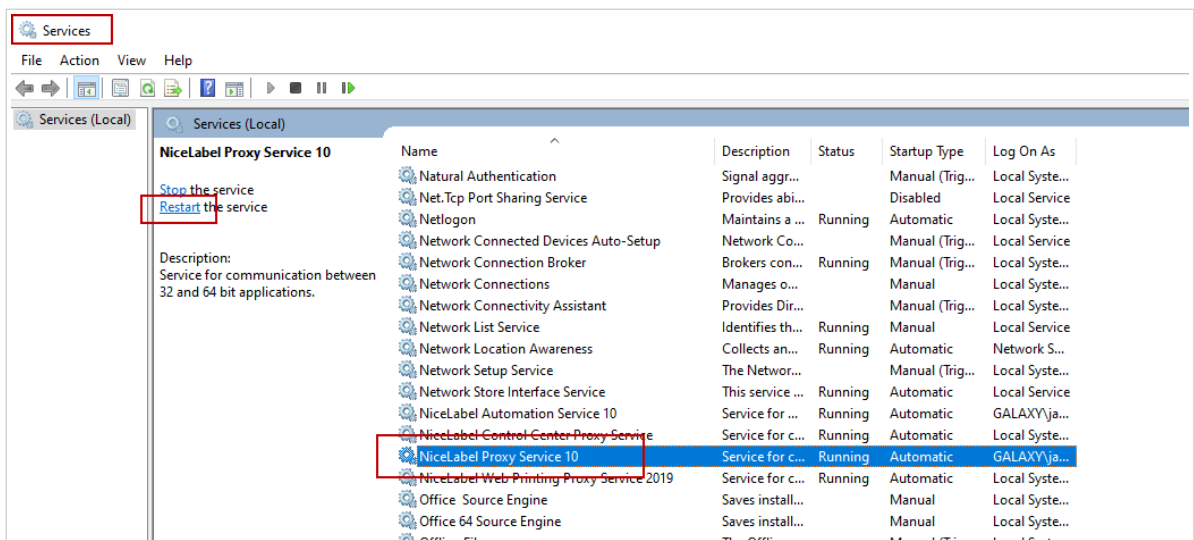 Services
File Action View Help
Services (Local)
Services (Local)
NiceLabel Proxy Service 10
Stop the service
Restart the service
Description:
Service for communication between
32 and 64 bit applications.
Name Description Status Startup Type Log On As
Natural Authentication Signal aggr... Manual (Trig... Local Syste...
Net.Tcp Port Sharing Service Provides abi... Disabled Local Service
Netlogon Maintains a ... Running Automatic Local Syste...
Network Connected Devices Auto-Setup Network Co... Manual (Trig... Local Service
Network Connection Broker Brokers con... Running Manual (Trig... Local Syste...
Network Connections Manages o... Manual Local Syste...
Network Connectivity Assistant Provides Dir... Manual (Trig... Local Syste...
Network List Service Identifies th... Running Manual Local Service
Network Location Awareness Collects an... Running Automatic Network S...
Network Setup Service The Networ... Manual (Trig... Local Syste...
Network Store Interface Service This service ... Running Automatic Local Service
NiceLabel Automation Service 10 Service for ... Running Automatic GALAXY\ja...
NiceLabel Control Center Proxy Service Service for c... Running Automatic Local Syste...
NiceLabel Proxy Service 10 Service for c... Running Automatic GALAXY\ja...
NiceLabel Web Printing Proxy Service 2019 Service for c... Running Automatic Local Syste...
Office Source Engine Saves install... Manual Local Syste...
Office 64 Source Engine Saves install... Manual Local Syste...